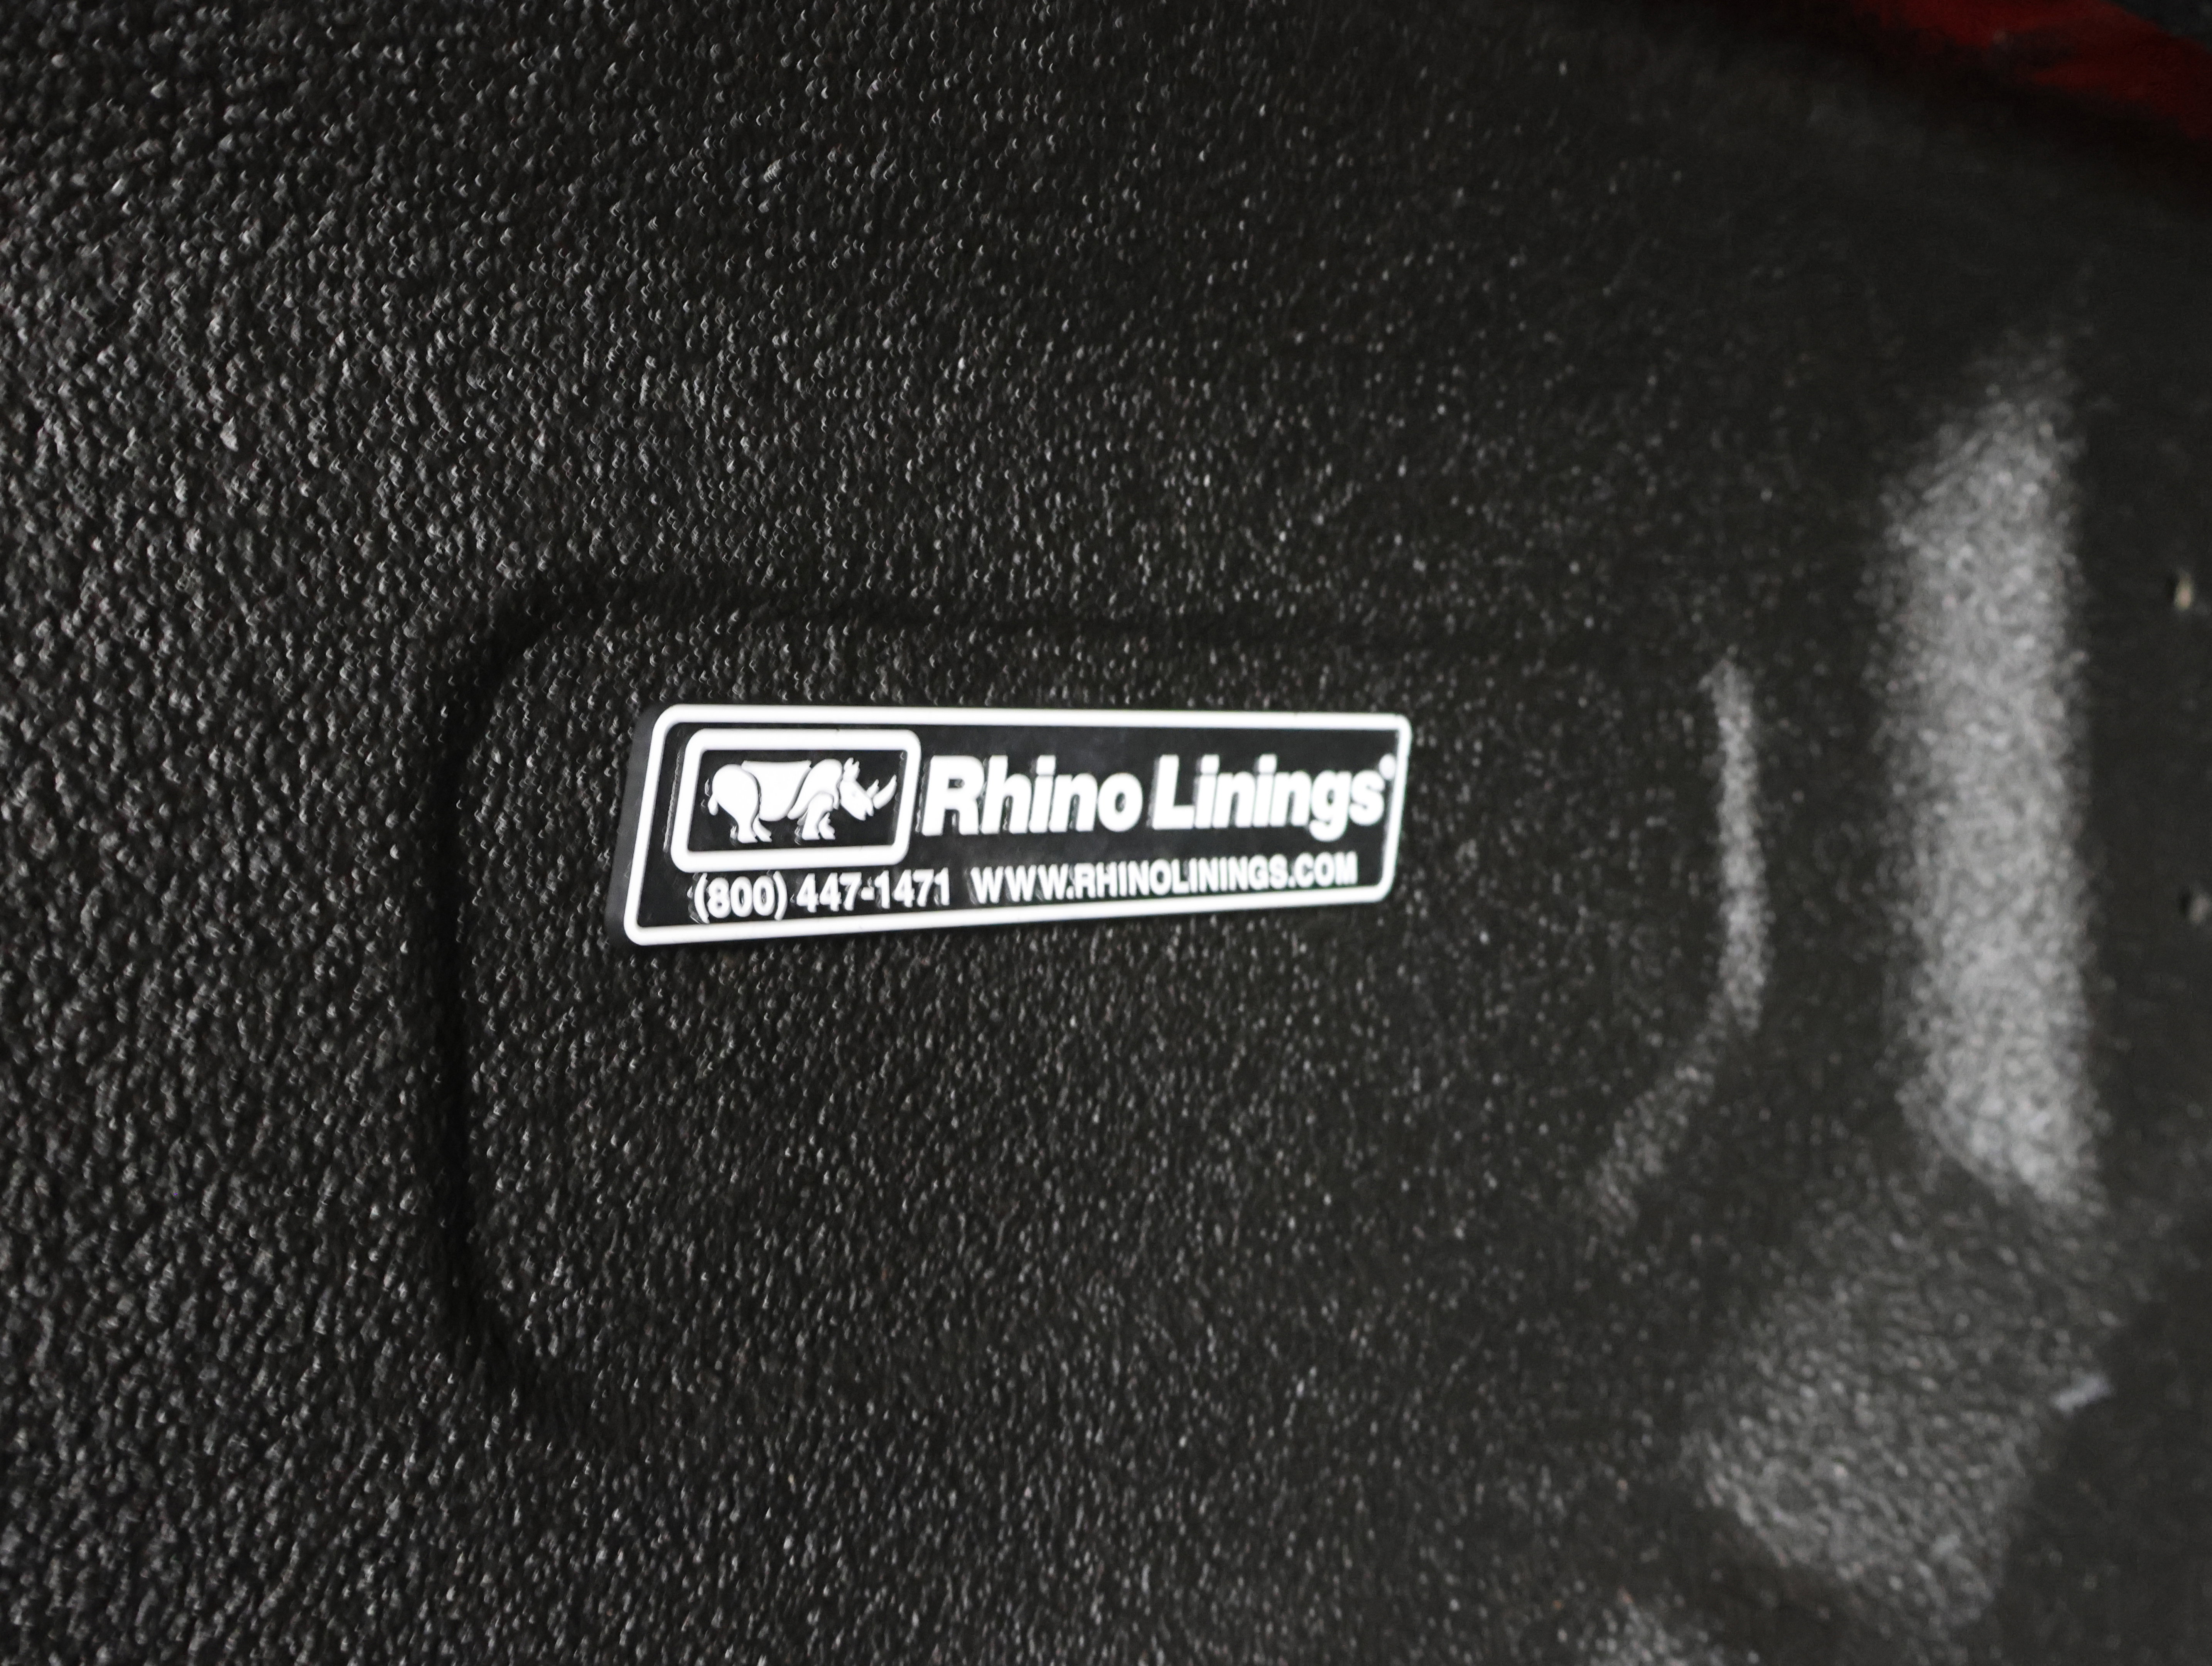 Rhino Linings®
(800) 447-1471 WWW.RHINOLININGS.COM